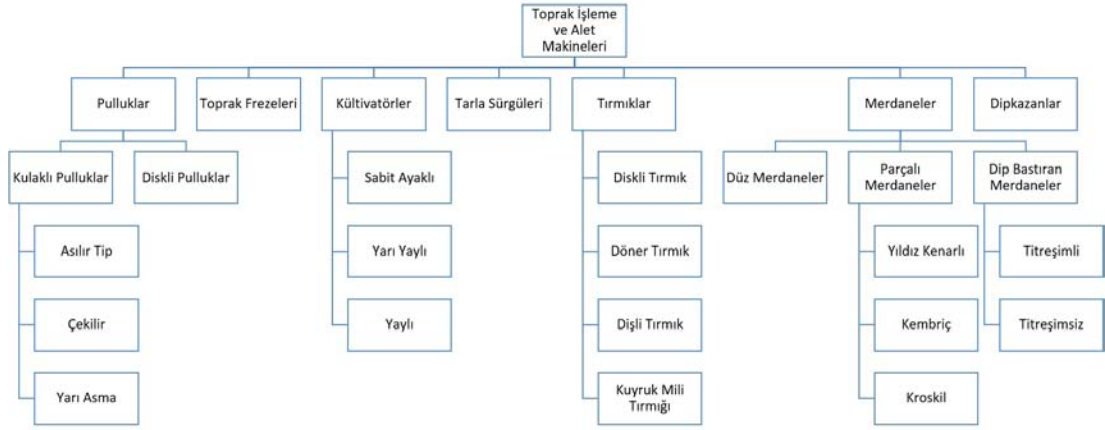 Toprak İşleme
ve Alet
Makineleri
Pulluklar
Toprak Frezeleri
Kültivatörler
Tarla Sürgüleri
Tırmıklar
Merdaneler
Dipkazanlar
Kulaklı Pulluklar
Diskli Pulluklar
Sabit Ayaklı
Diskli Tırmık
Düz Merdaneler
Parçalı
Merdaneler
Dip Bastıran
Merdaneler
Asılır Tip
Yarı Yaylı
Döner Tırmık
Yıldız Kenarlı
Titreşimli
Çekilir
Yaylı
Dişli Tırmık
Kembriç
Titreşimsiz
Yarı Asma
Kuyruk Mili
Tırmığı
Kroskil